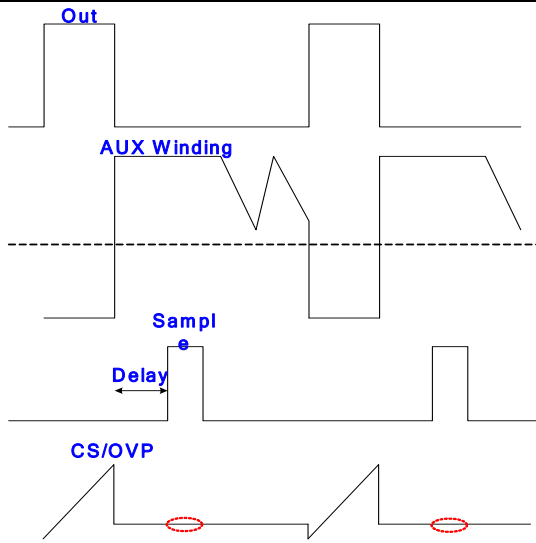 Out
AUX Winding
Sampl
e
Delay
CS/OVP